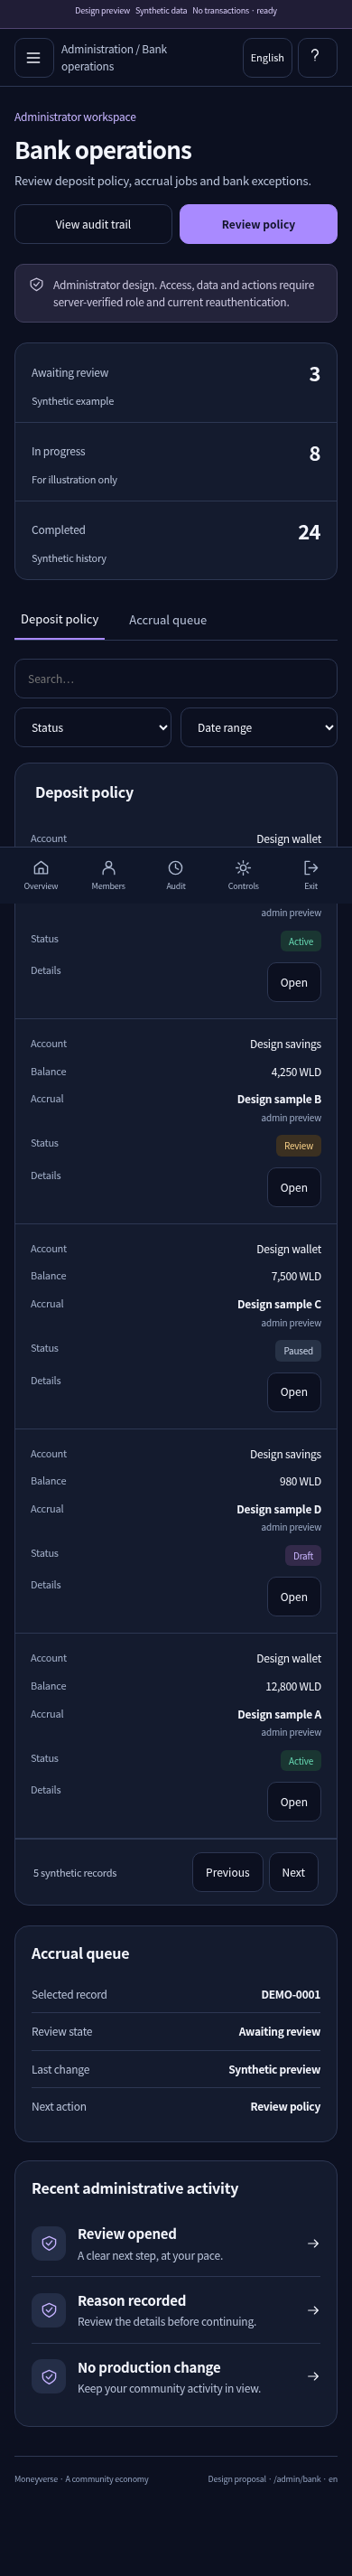 Design preview Synthetic data No transactions · ready
Administration / Bank
operations
English
?
Administrator workspace
Bank operations
Review deposit policy, accrual jobs and bank exceptions.
View audit trail
Review policy
Administrator design. Access, data and actions require
server-verified role and current reauthentication.
Awaiting review
3
Synthetic example
In progress
8
For illustration only
Completed
24
Synthetic history
Deposit policy
Accrual queue
Search…
Status
Date range
Deposit policy
Account
Design wallet
Overview
Members
Audit
Controls
Exit
admin preview
Status
Active
Details
Open
Account
Design savings
Balance
4,250 WLD
Accrual
Design sample B
admin preview
Status
Review
Details
Open
Account
Design wallet
Balance
7,500 WLD
Accrual
Design sample C
admin preview
Status
Paused
Details
Open
Account
Design savings
Balance
980 WLD
Accrual
Design sample D
admin preview
Status
Draft
Details
Open
Account
Design wallet
Balance
12,800 WLD
Accrual
Design sample A
admin preview
Status
Active
Details
Open
5 synthetic records
Previous
Next
Accrual queue
Selected record
DEMO-0001
Review state
Awaiting review
Last change
Synthetic preview
Next action
Review policy
Recent administrative activity
Review opened
A clear next step, at your pace.
Reason recorded
Review the details before continuing.
No production change
Keep your community activity in view.
Moneyverse · A community economy
Design proposal · /admin/bank · en